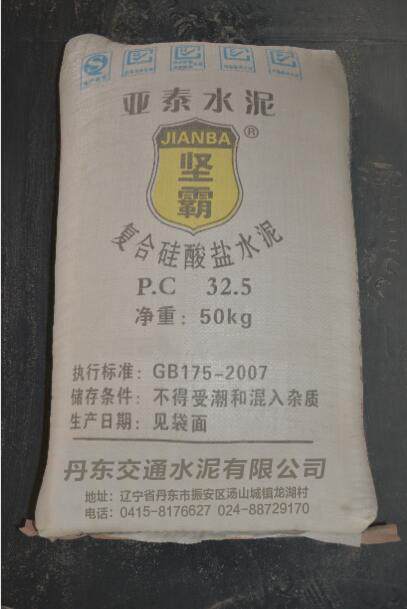 亚泰水泥
JIANBA ®
坚
霸
复合硅酸盐水泥
P.C 32.5
净重:50kg
执行标准:GB175-2007
储存条件:不得受潮和混入杂质
生产日期:见袋面
丹东交通水泥有限公司
地址:辽宁省丹东市振安区汤山城镇龙湖村
电话:0415-8176627 024-88729170